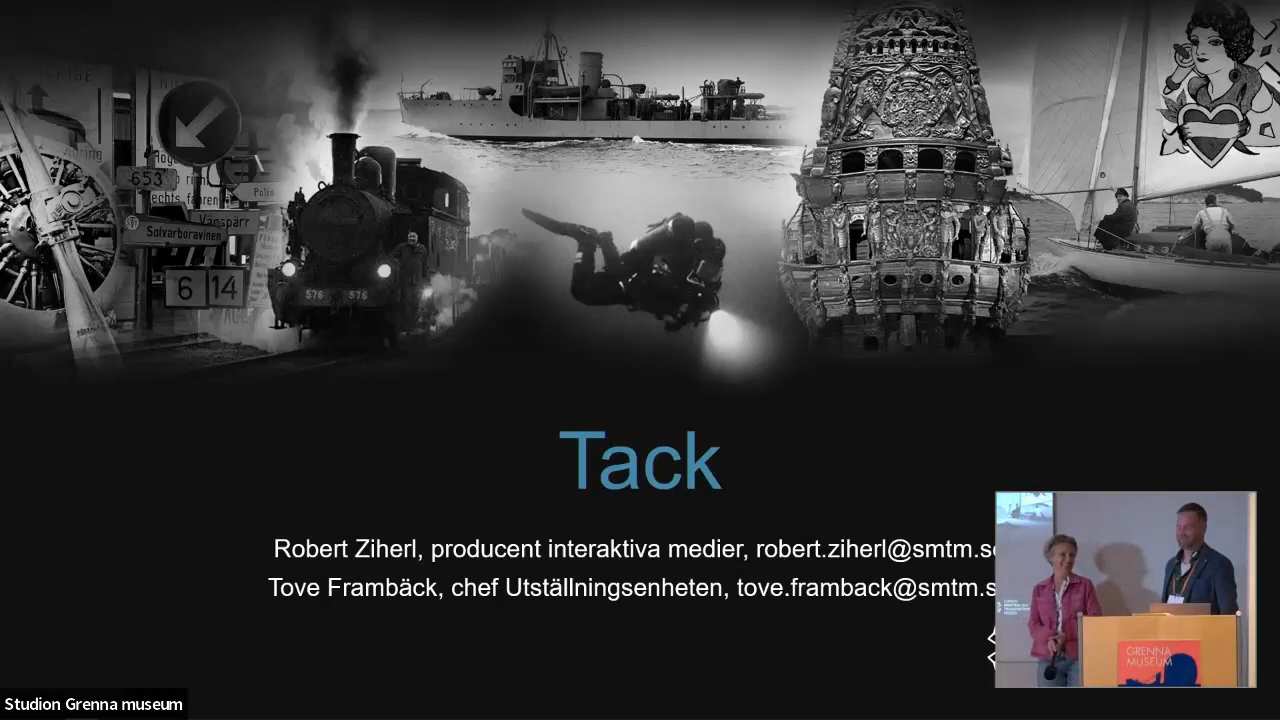 653
Polis
Vägspärr
Solvarboravinen
6 14
576 576
Tack
Robert Ziherl, producent interaktiva medier, robert.ziherl@smtm.s
Tove Frambäck, chef Utställningsenheten, tove.framback@smtm.s
GRENNA
MUSEUM
Studion Grenna museum